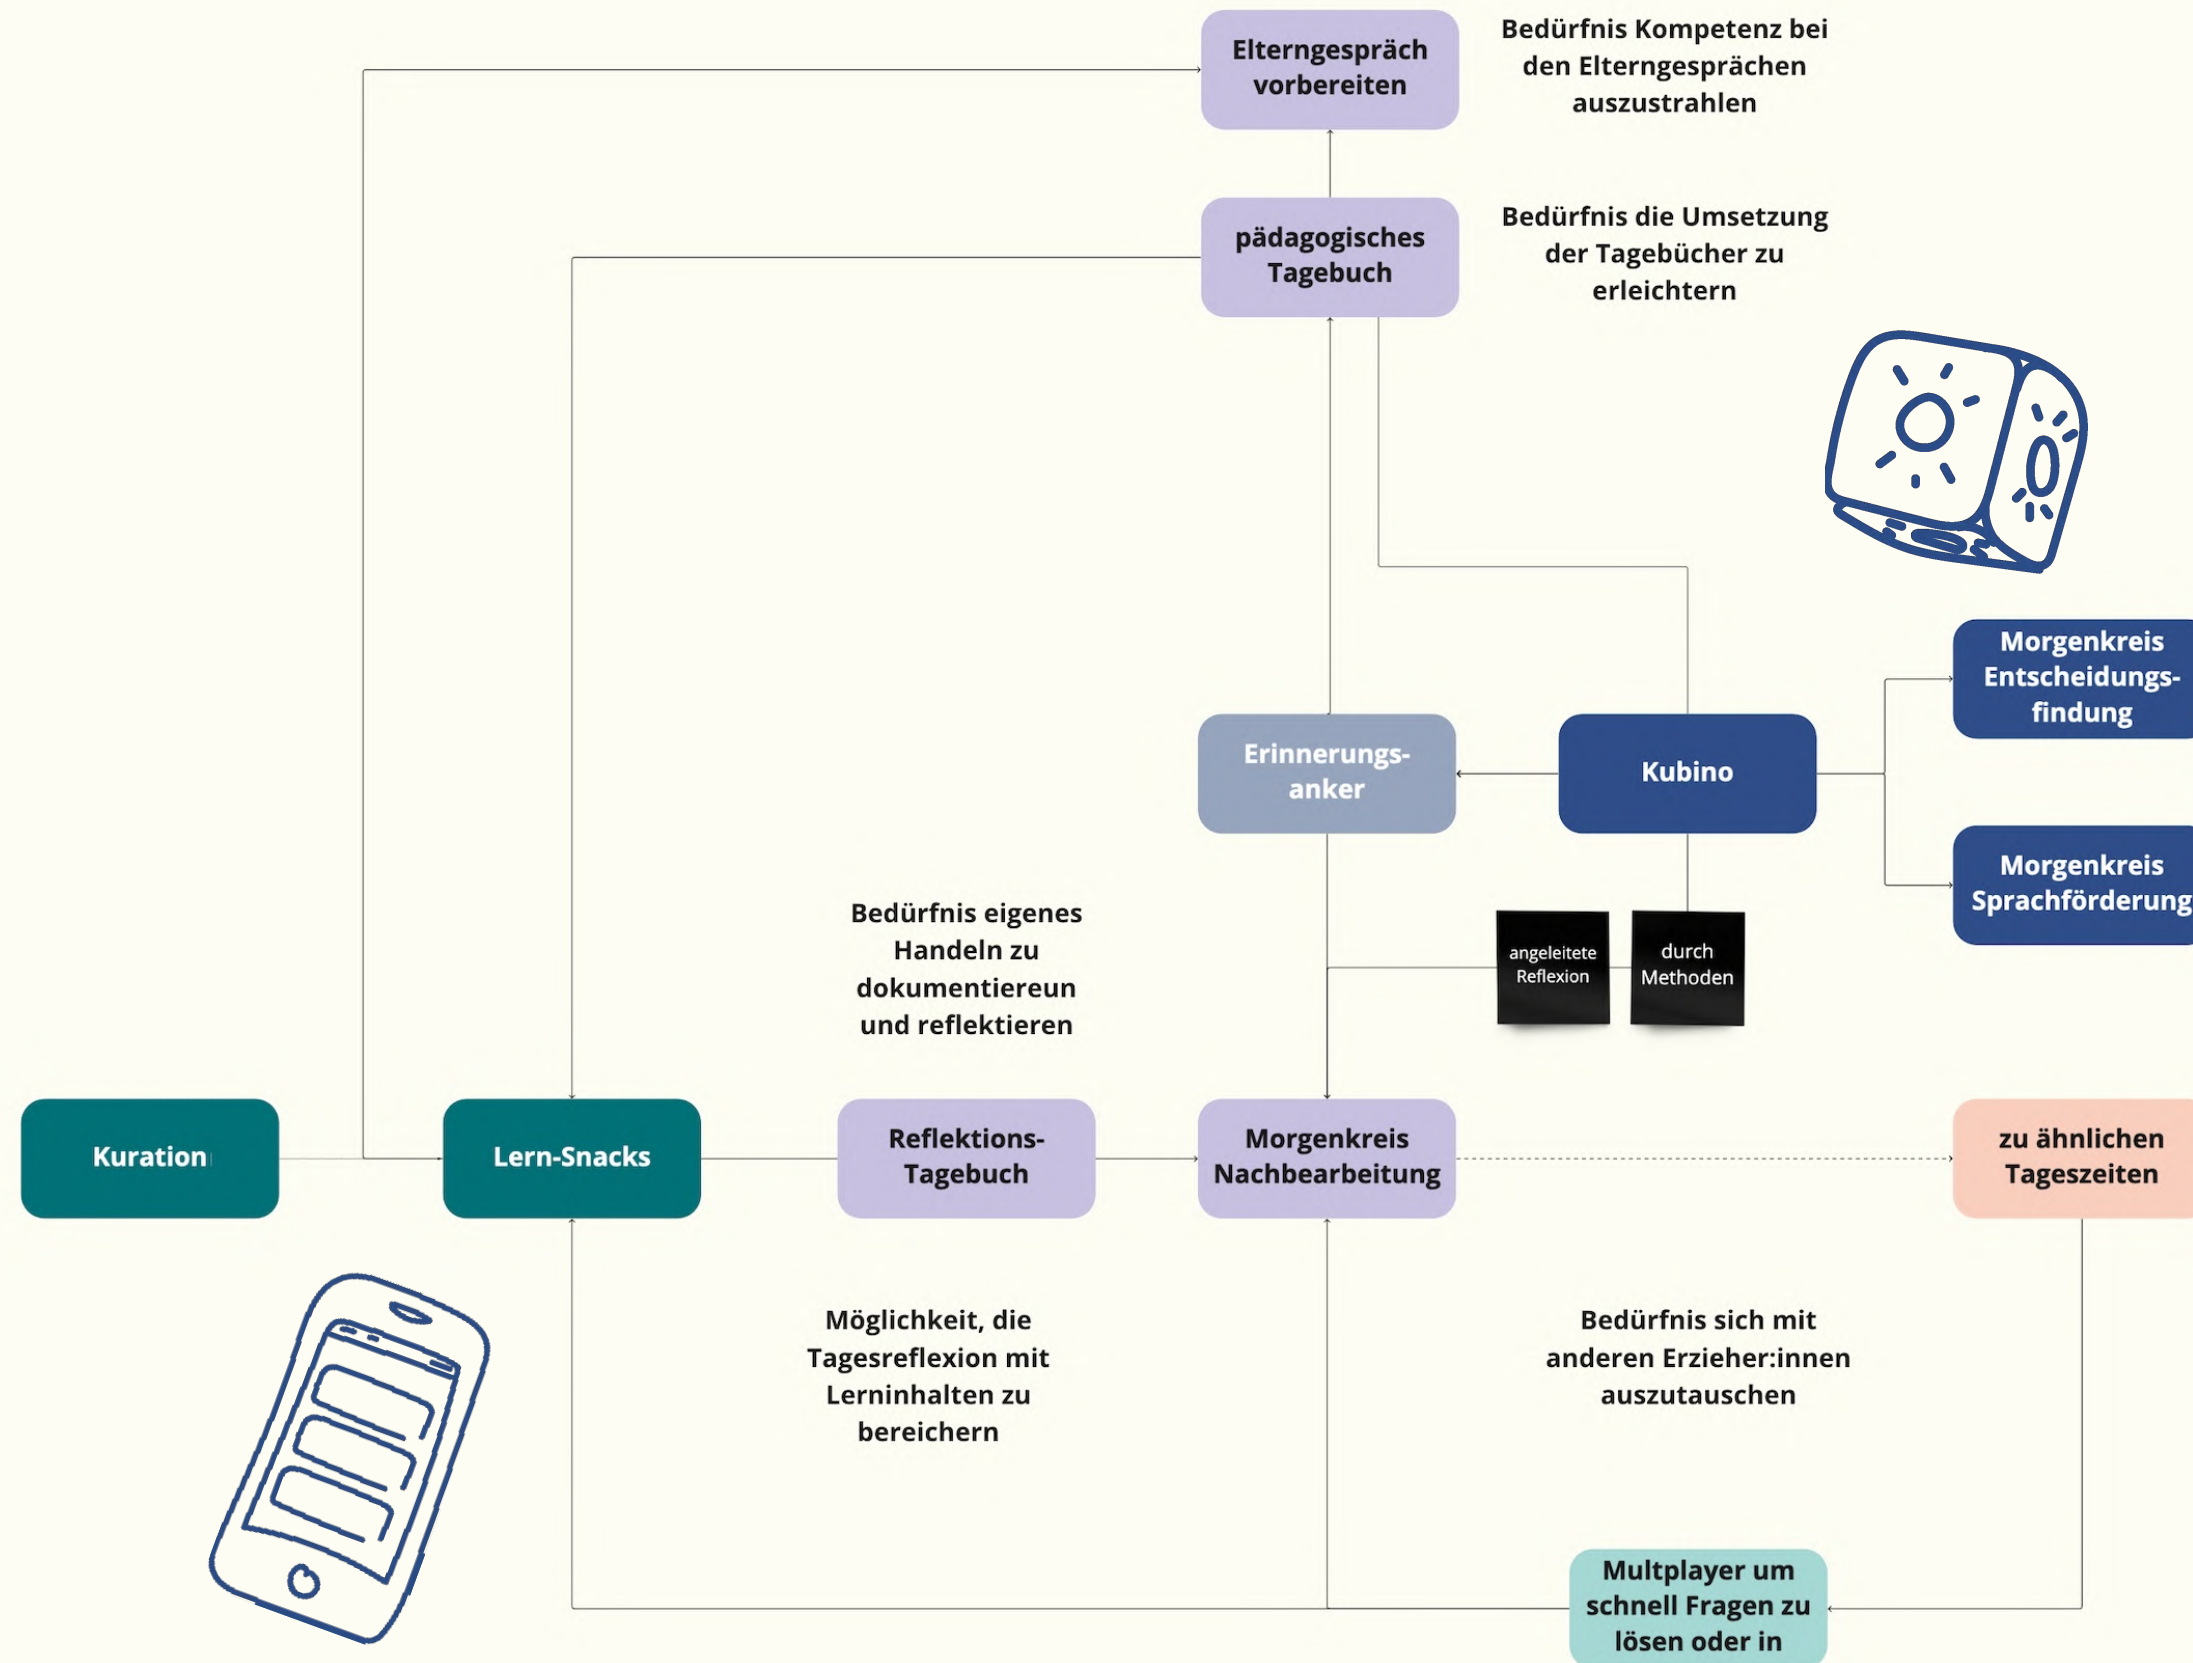 Elterngespräch
vorbereiten
Bedürfnis Kompetenz bei
den Elterngesprächen
auszustrahlen
pädagogisches
Tagebuch
Bedürfnis die Umsetzung
der Tagebücher zu
erleichtern
Morgenkreis
Entscheidungs-
findung
Erinnerungs-
anker
Kubino
Morgenkreis
Sprachförderung
Bedürfnis eigenes
Handeln zu
dokumentiereun
und reflektieren
angeleitete
Reflexion
durch
Methoden
Kuration
Lern-Snacks
Reflektions-
Tagebuch
Morgenkreis
Nachbearbeitung
zu ähnlichen
Tageszeiten
Möglichkeit, die
Tagesreflexion mit
Lerninhalten zu
bereichern
Bedürfnis sich mit
anderen Erzieher:innen
auszutauschen
Multplayer um
schnell Fragen zu
lösen oder in